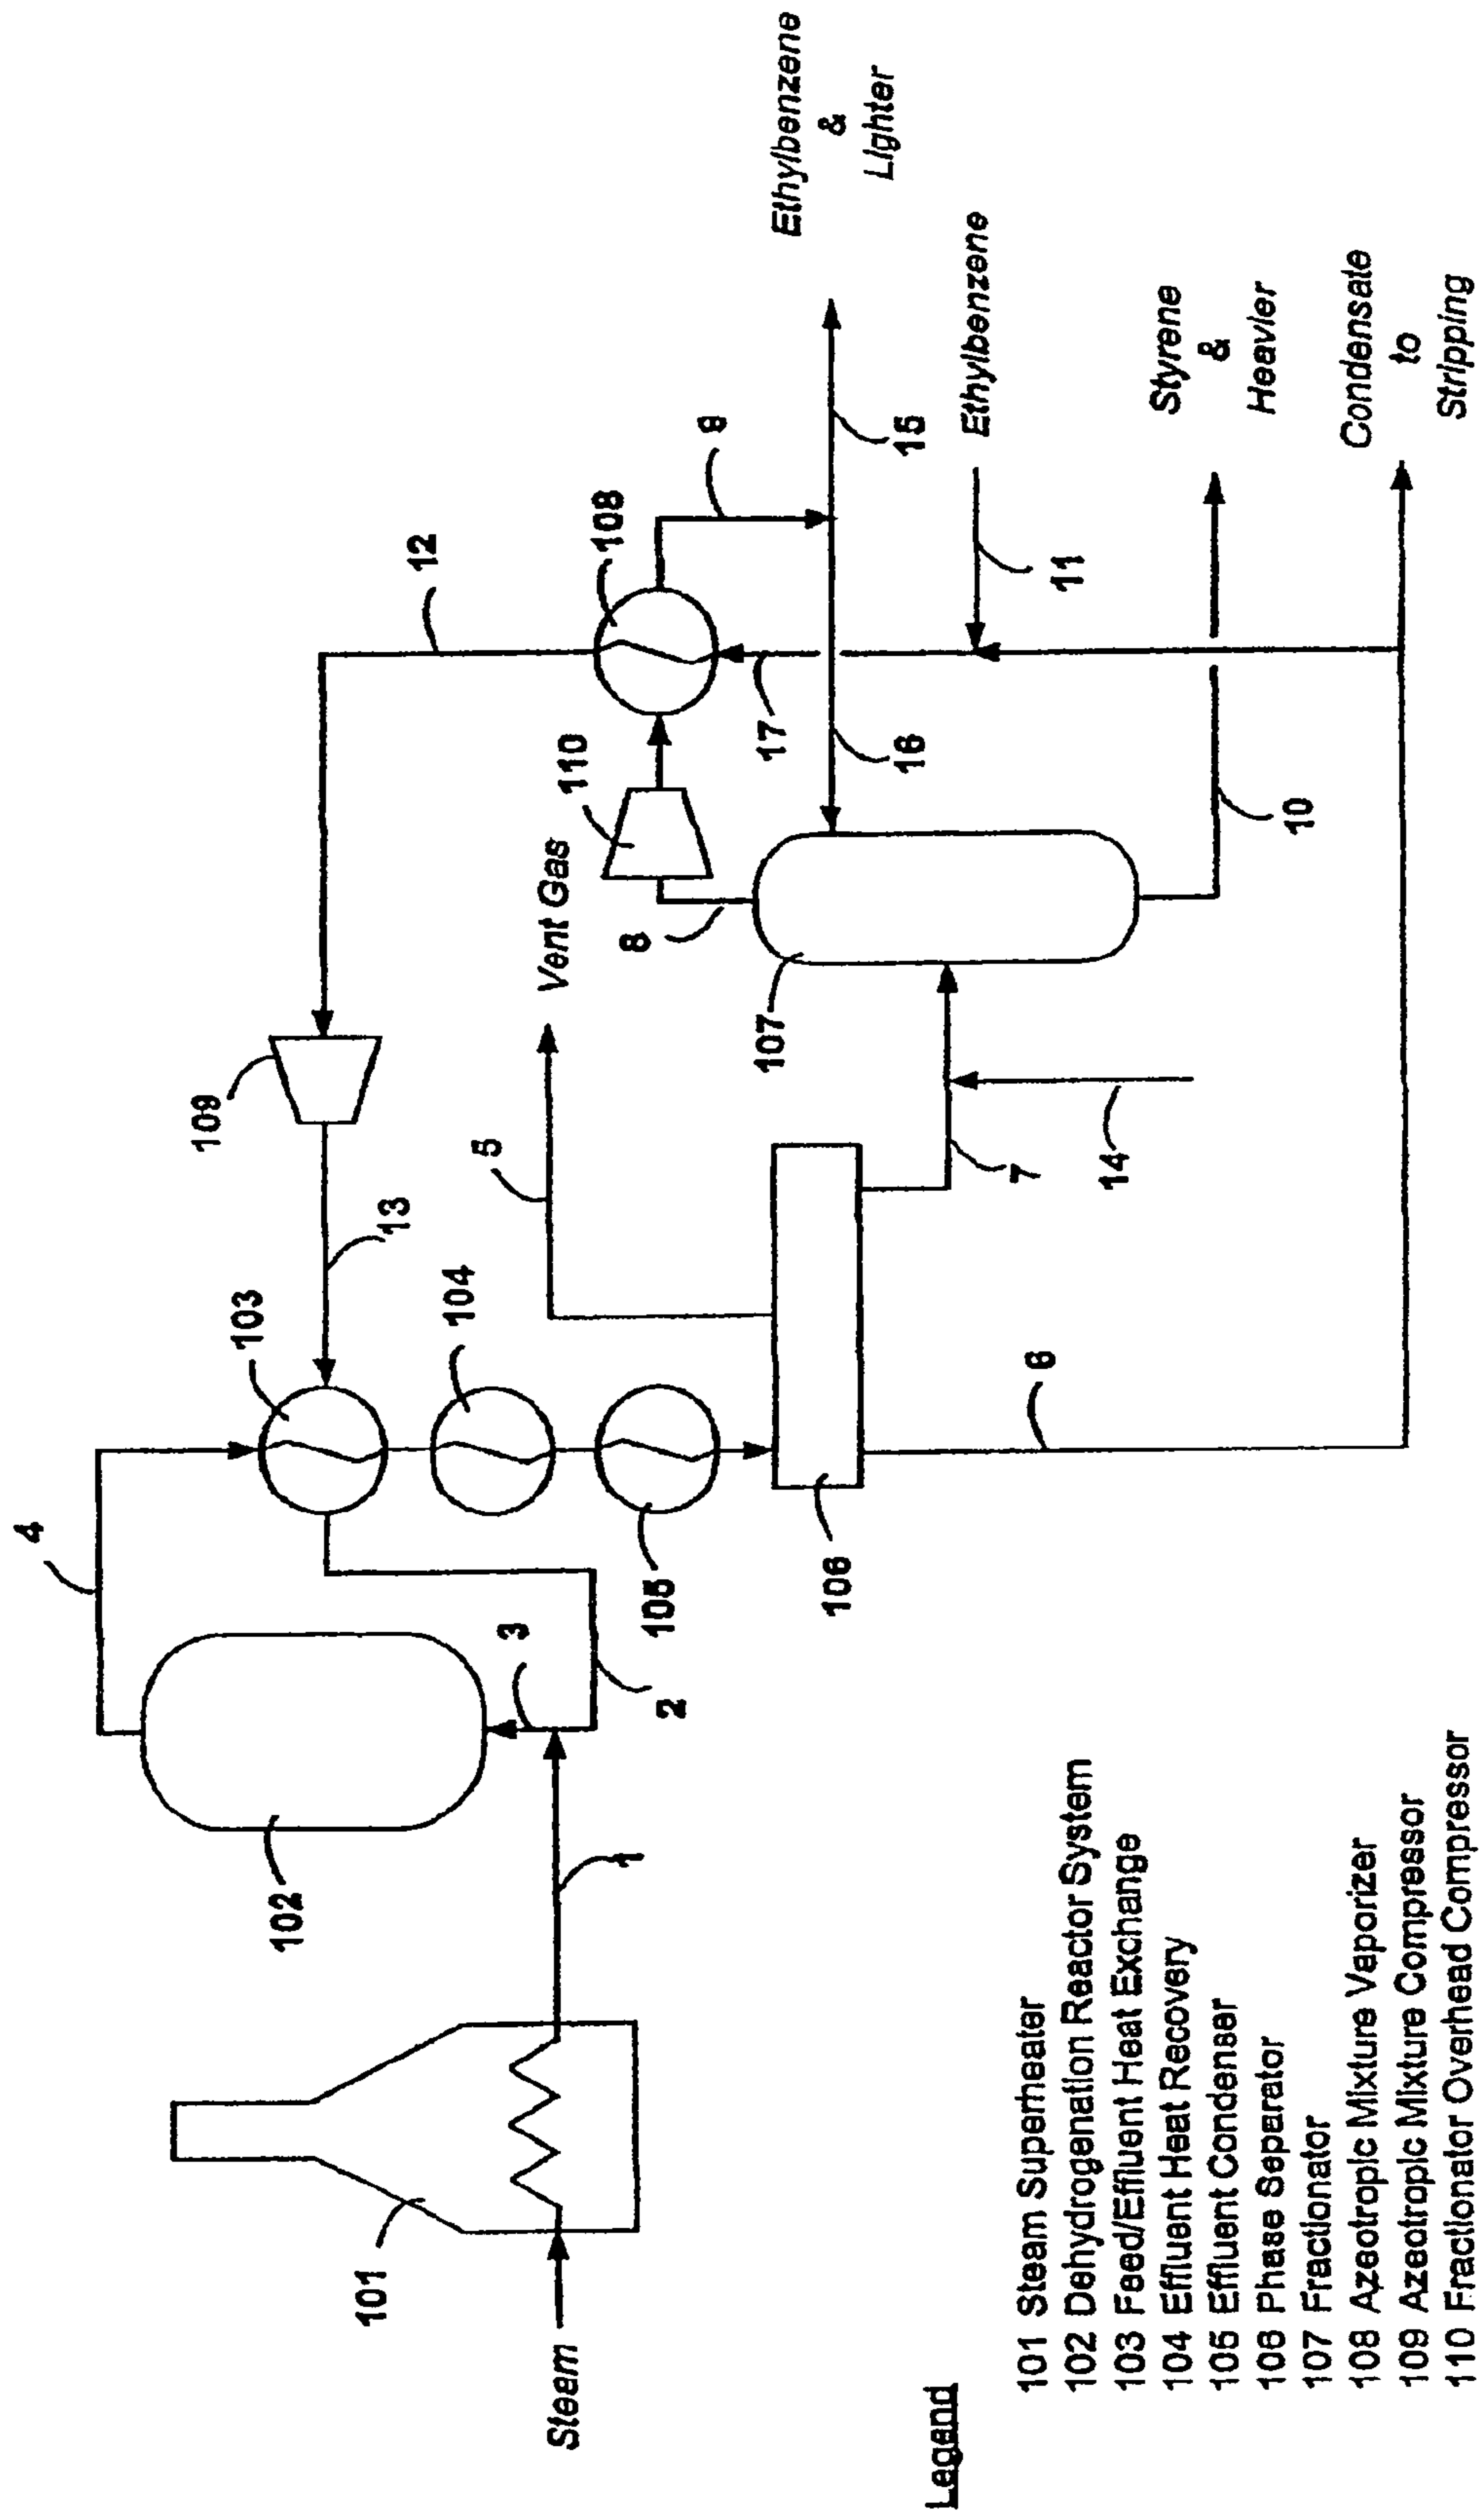 4
102
3
2
101
1
Steam
103
13
109
12
104
105
5
Vent Gas
8
110
108
9
106
107
7
14
17
16
15
Ethylbenzene
&
Lighter
11
Ethylbenzene
6
10
Styrene
&
Heavier
Condensate
to
Stripping
Legand
101 Steam Superheater
102 Dehydrogenation Reactor System
103 Feed/Effluent Heat Exchange
104 Effluent Heat Recovery
105 Effluent Condenser
106 Phase Separator
107 Fractionator
108 Azeotropic Mixture Vaporizer
109 Azeotropic Mixture Compressor
110 Fractionator Overhead Compressor